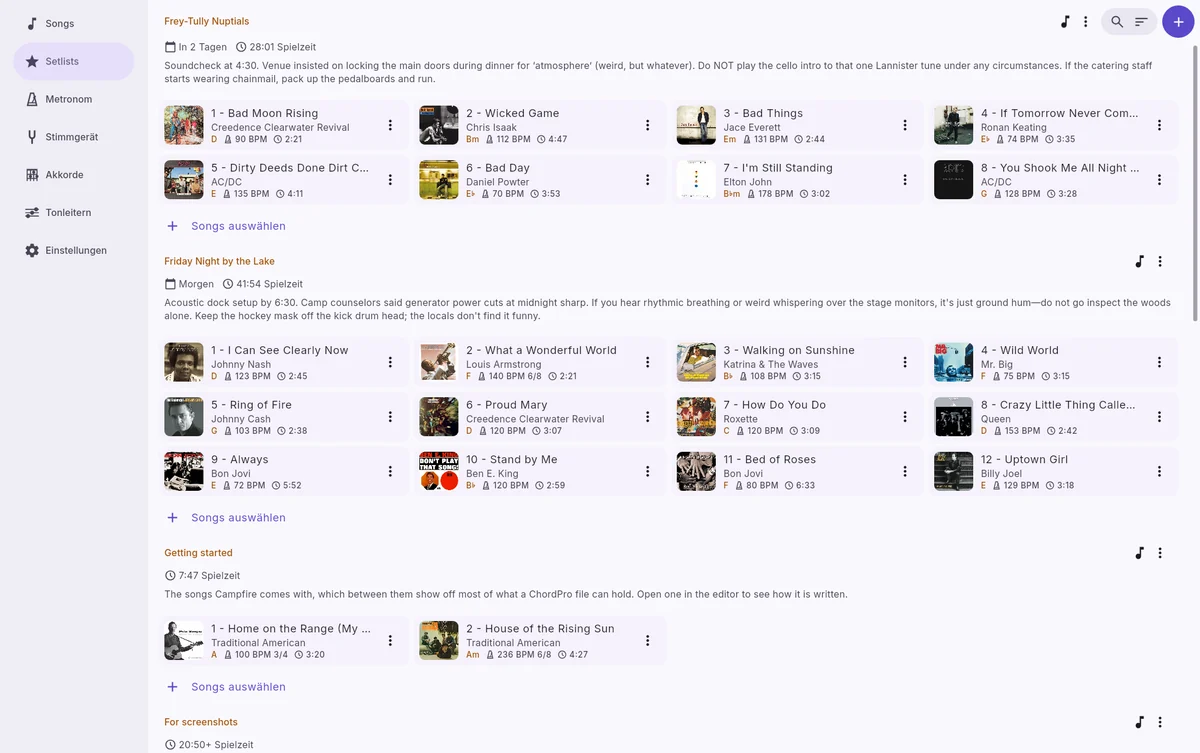 Songs
Setlists
Metronom
Stimmgerät
Akkorde
Tonleitern
Einstellungen
Frey-Tully Nuptials
In 2 Tagen 28:01 Spielzeit
Soundcheck at 4:30. Venue insisted on locking the main doors during dinner for ‘atmosphere’ (weird, but whatever). Do NOT play the cello intro to that one Lannister tune under any circumstances. If the catering staff
starts wearing chainmail, pack up the pedalboards and run.
1 - Bad Moon Rising
Creedence Clearwater Revival
D 90 BPM 2:21
2 - Wicked Game
Chris Isaak
Bm 112 BPM 4:47
3 - Bad Things
Jace Everett
Em 131 BPM 2:44
4 - If Tomorrow Never Com...
Ronan Keating
E♭ 74 BPM 3:35
5 - Dirty Deeds Done Dirt C...
AC/DC
E 135 BPM 4:11
6 - Bad Day
Daniel Powter
E♭ 70 BPM 3:53
7 - I'm Still Standing
Elton John
B♭m 178 BPM 3:02
8 - You Shook Me All Night ...
AC/DC
G 128 BPM 3:28
Songs auswählen
Friday Night by the Lake
Morgen 41:54 Spielzeit
Acoustic dock setup by 6:30. Camp counselors said generator power cuts at midnight sharp. If you hear rhythmic breathing or weird whispering over the stage monitors, it's just ground hum—do not go inspect the woods
alone. Keep the hockey mask off the kick drum head; the locals don't find it funny.
1 - I Can See Clearly Now
Johnny Nash
D 123 BPM 2:45
2 - What a Wonderful World
Louis Armstrong
F 140 BPM 6/8 2:21
3 - Walking on Sunshine
Katrina & The Waves
B♭ 108 BPM 3:15
4 - Wild World
Mr. Big
F 75 BPM 3:15
5 - Ring of Fire
Johnny Cash
G 103 BPM 2:38
6 - Proud Mary
Creedence Clearwater Revival
D 120 BPM 3:07
7 - How Do You Do
Roxette
C 120 BPM 3:09
8 - Crazy Little Thing Calle...
Queen
D 153 BPM 2:42
9 - Always
Bon Jovi
E 72 BPM 5:52
DON'T PLAY
THAT SONG!
10 - Stand by Me
Ben E. King
B♭ 120 BPM 2:59
11 - Bed of Roses
Bon Jovi
F 80 BPM 6:33
12 - Uptown Girl
Billy Joel
E 129 BPM 3:18
Songs auswählen
Getting started
7:47 Spielzeit
The songs Campfire comes with, which between them show off most of what a ChordPro file can hold. Open one in the editor to see how it is written.
1 - Home on the Range (My ...
Traditional American
A 100 BPM 3/4 3:20
2 - House of the Rising Sun
Traditional American
Am 236 BPM 6/8 4:27
Songs auswählen
For screenshots
20:50+ Spielzeit